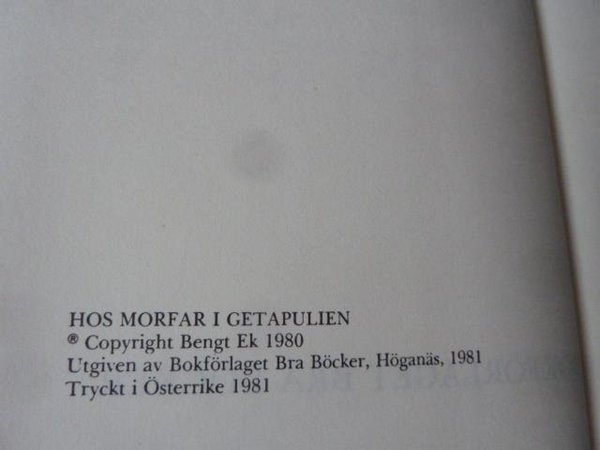 HOS MORFAR I GETAPULIEN
® Copyright Bengt Ek 1980
Utgiven av Bokförlaget Bra Böcker, Höganäs, 1981
Tryckt i Österrike 1981